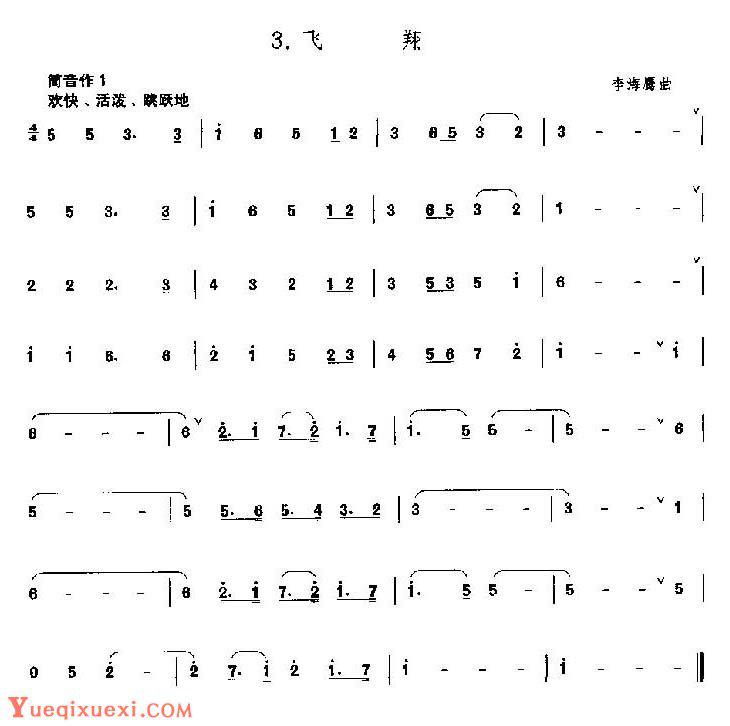 3. 飞 翔
筒音作 1
李海鹰曲
欢快、活泼、跳跃地
4/4 5 5 3. 3 | i 6 5 1 2 | 3 6 5 3 2 | 3 - - - ∨ |
5 5 3. 3 | i 6 5 1 2 | 3 6 5 3 2 | 1 - - - ∨ |
2 2 2. 3 | 4 3 2 1 2 | 3 5 3 5 i | 6 - - - ∨ |
i i 6. 6 | 2̇ i 5 2 3 | 4 5 6 7 2̇ | i - - ∨ i |
6 - - - | 6 ∨ 2̇. i 7. 2̇ i. 7 | i. 5 5 - | 5 - - ∨ 6 |
5 - - - | 5 5. 6 5. 4 3. 2 | 3 - - - | 3 - - ∨ 1 |
6 - - - | 6 2̇. i 7. 2̇ i. 7 | i. 5 5 - | 5 - - ∨ 5 |
0 5 2̇ - | 2̇ 7. i 2̇ | i - - - | i - - ‖
Yueqixuexi.com